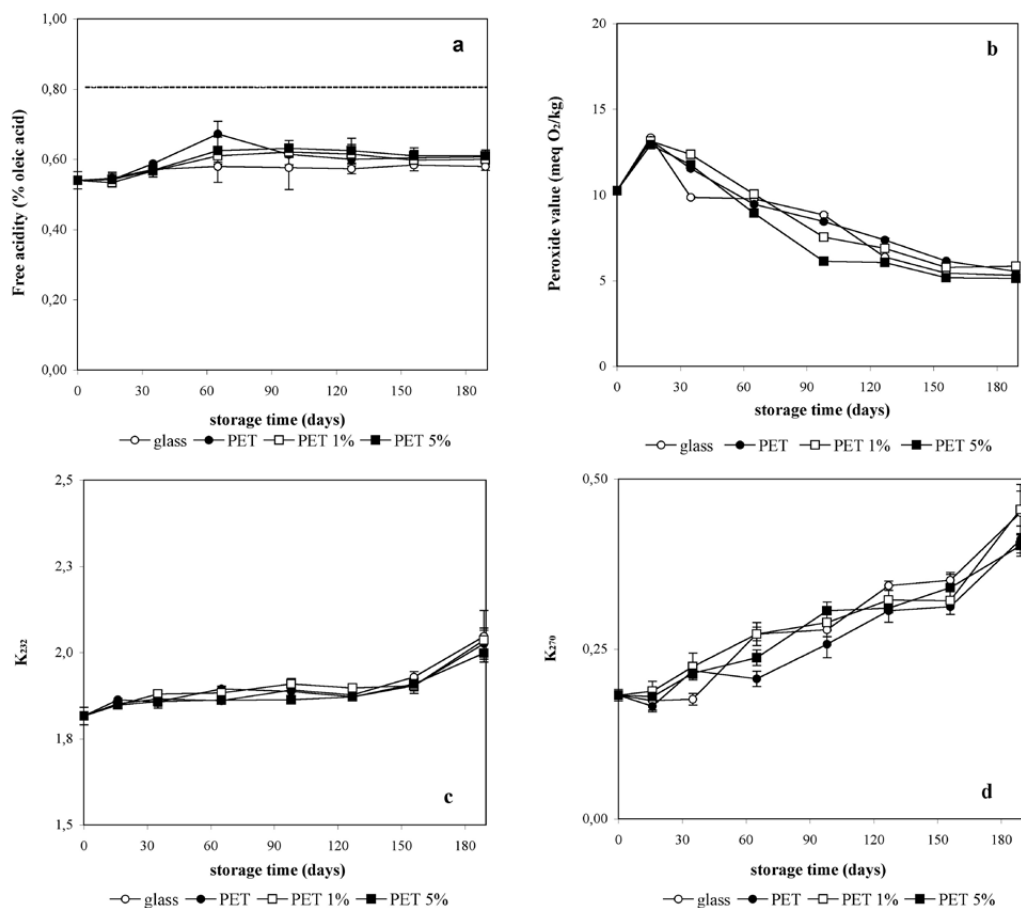 a
Free acidity (% oleic acid)
1,00
0,80
0,60
0,40
0,20
0,00
0 30 60 90 120 150 180
storage time (days)
glass PET PET 1% PET 5%
b
Peroxide value (meq O₂/kg)
20
15
10
5
0
0 30 60 90 120 150 180
storage time (days)
glass PET PET 1% PET 5%
c
K₂₃₂
2,5
2,3
2,0
1,8
1,5
0 30 60 90 120 150 180
storage time (days)
glass PET PET 1% PET 5%
d
K₂₇₀
0,50
0,25
0,00
0 30 60 90 120 150 180
storage time (days)
glass PET PET 1% PET 5%